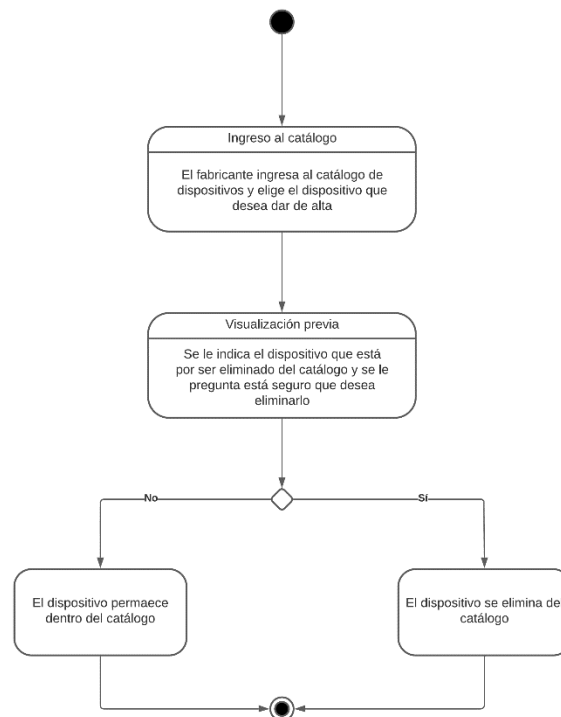 Ingreso al catálogo
El fabricante ingresa al catálogo de
dispositivos y elige el dispositivo que
desea dar de alta
Visualización previa
Se le indica el dispositivo que está
por ser eliminado del catálogo y se le
pregunta está seguro que desea
eliminarlo
No
Sí
El dispositivo permaece
dentro del catálogo
El dispositivo se elimina del
catálogo